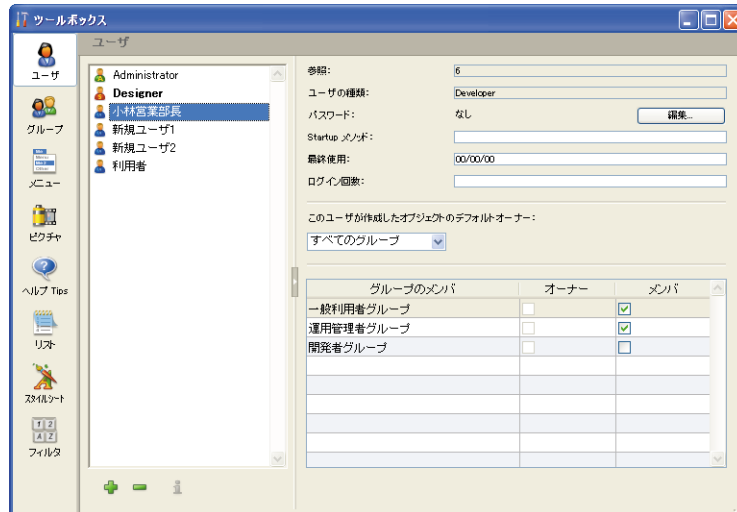 ツールボックス
ユーザ
グループ
メニュー
ピクチャ
ヘルプ Tips
リスト
スタイルシート
フィルタ
ユーザ
Administrator
Designer
小林営業部長
新規ユーザ1
新規ユーザ2
利用者
参照: 6
ユーザの種類: Developer
パスワード: なし 編集...
Startup メソッド:
最終使用: 00/00/00
ログイン回数:
このユーザが作成したオブジェクトのデフォルトオーナー:
すべてのグループ
グループのメンバ オーナー メンバ
一般利用者グループ
運用管理者グループ
開発者グループ